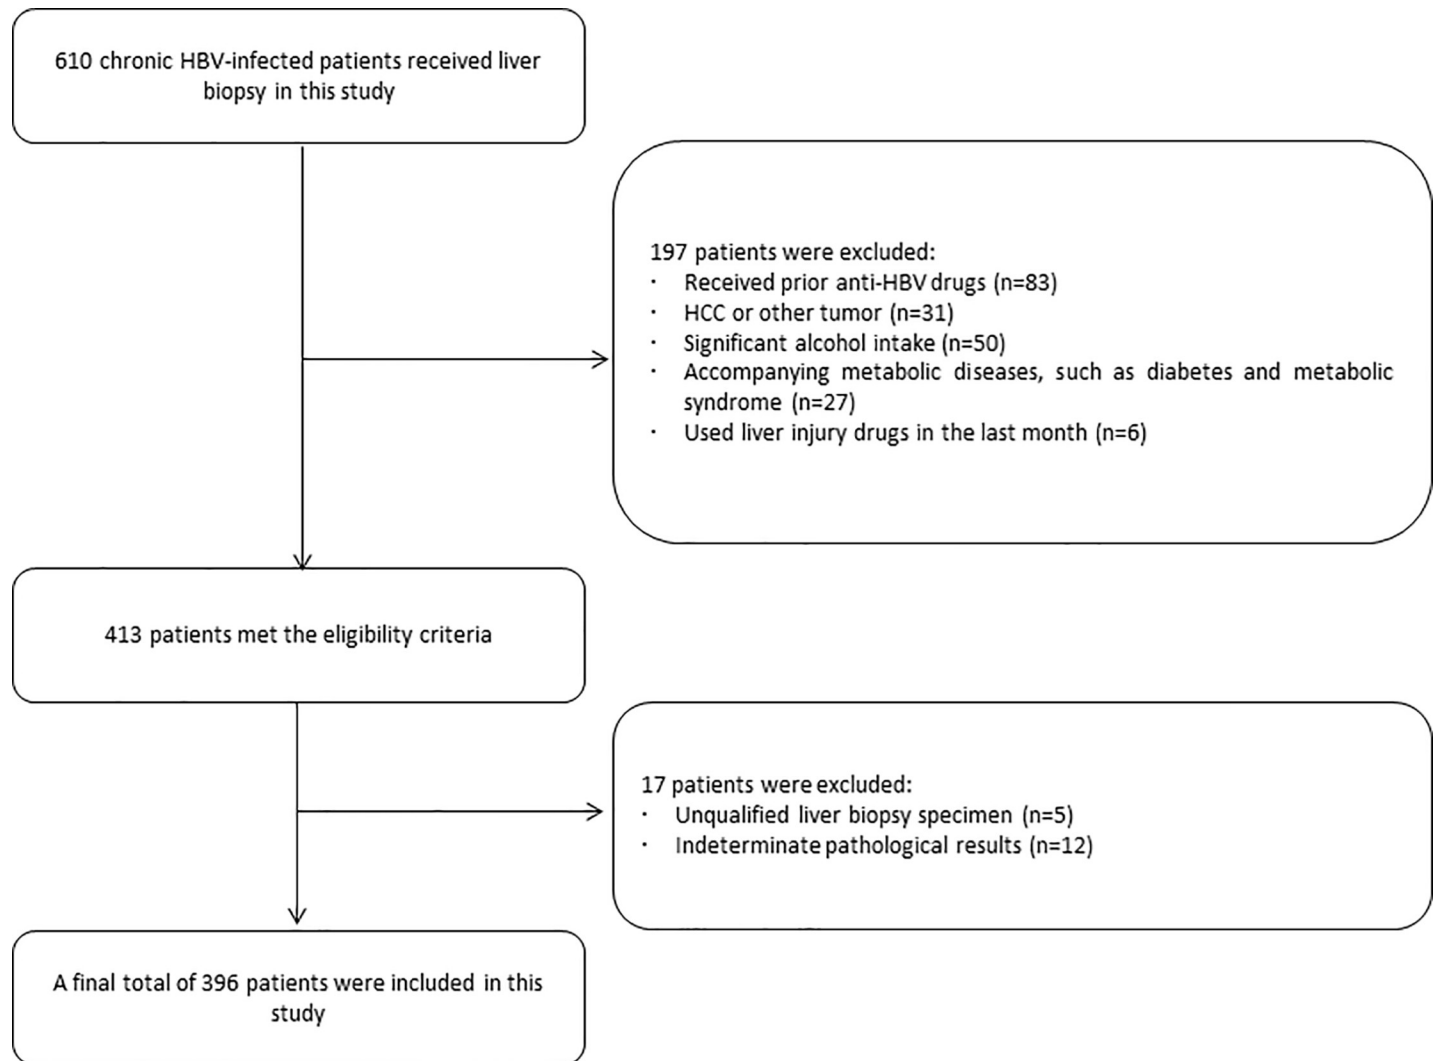 610 chronic HBV-infected patients received liver
biopsy in this study
197 patients were excluded:
· Received prior anti-HBV drugs (n=83)
· HCC or other tumor (n=31)
· Significant alcohol intake (n=50)
· Accompanying metabolic diseases, such as diabetes and metabolic
syndrome (n=27)
· Used liver injury drugs in the last month (n=6)
413 patients met the eligibility criteria
17 patients were excluded:
· Unqualified liver biopsy specimen (n=5)
· Indeterminate pathological results (n=12)
A final total of 396 patients were included in this
study